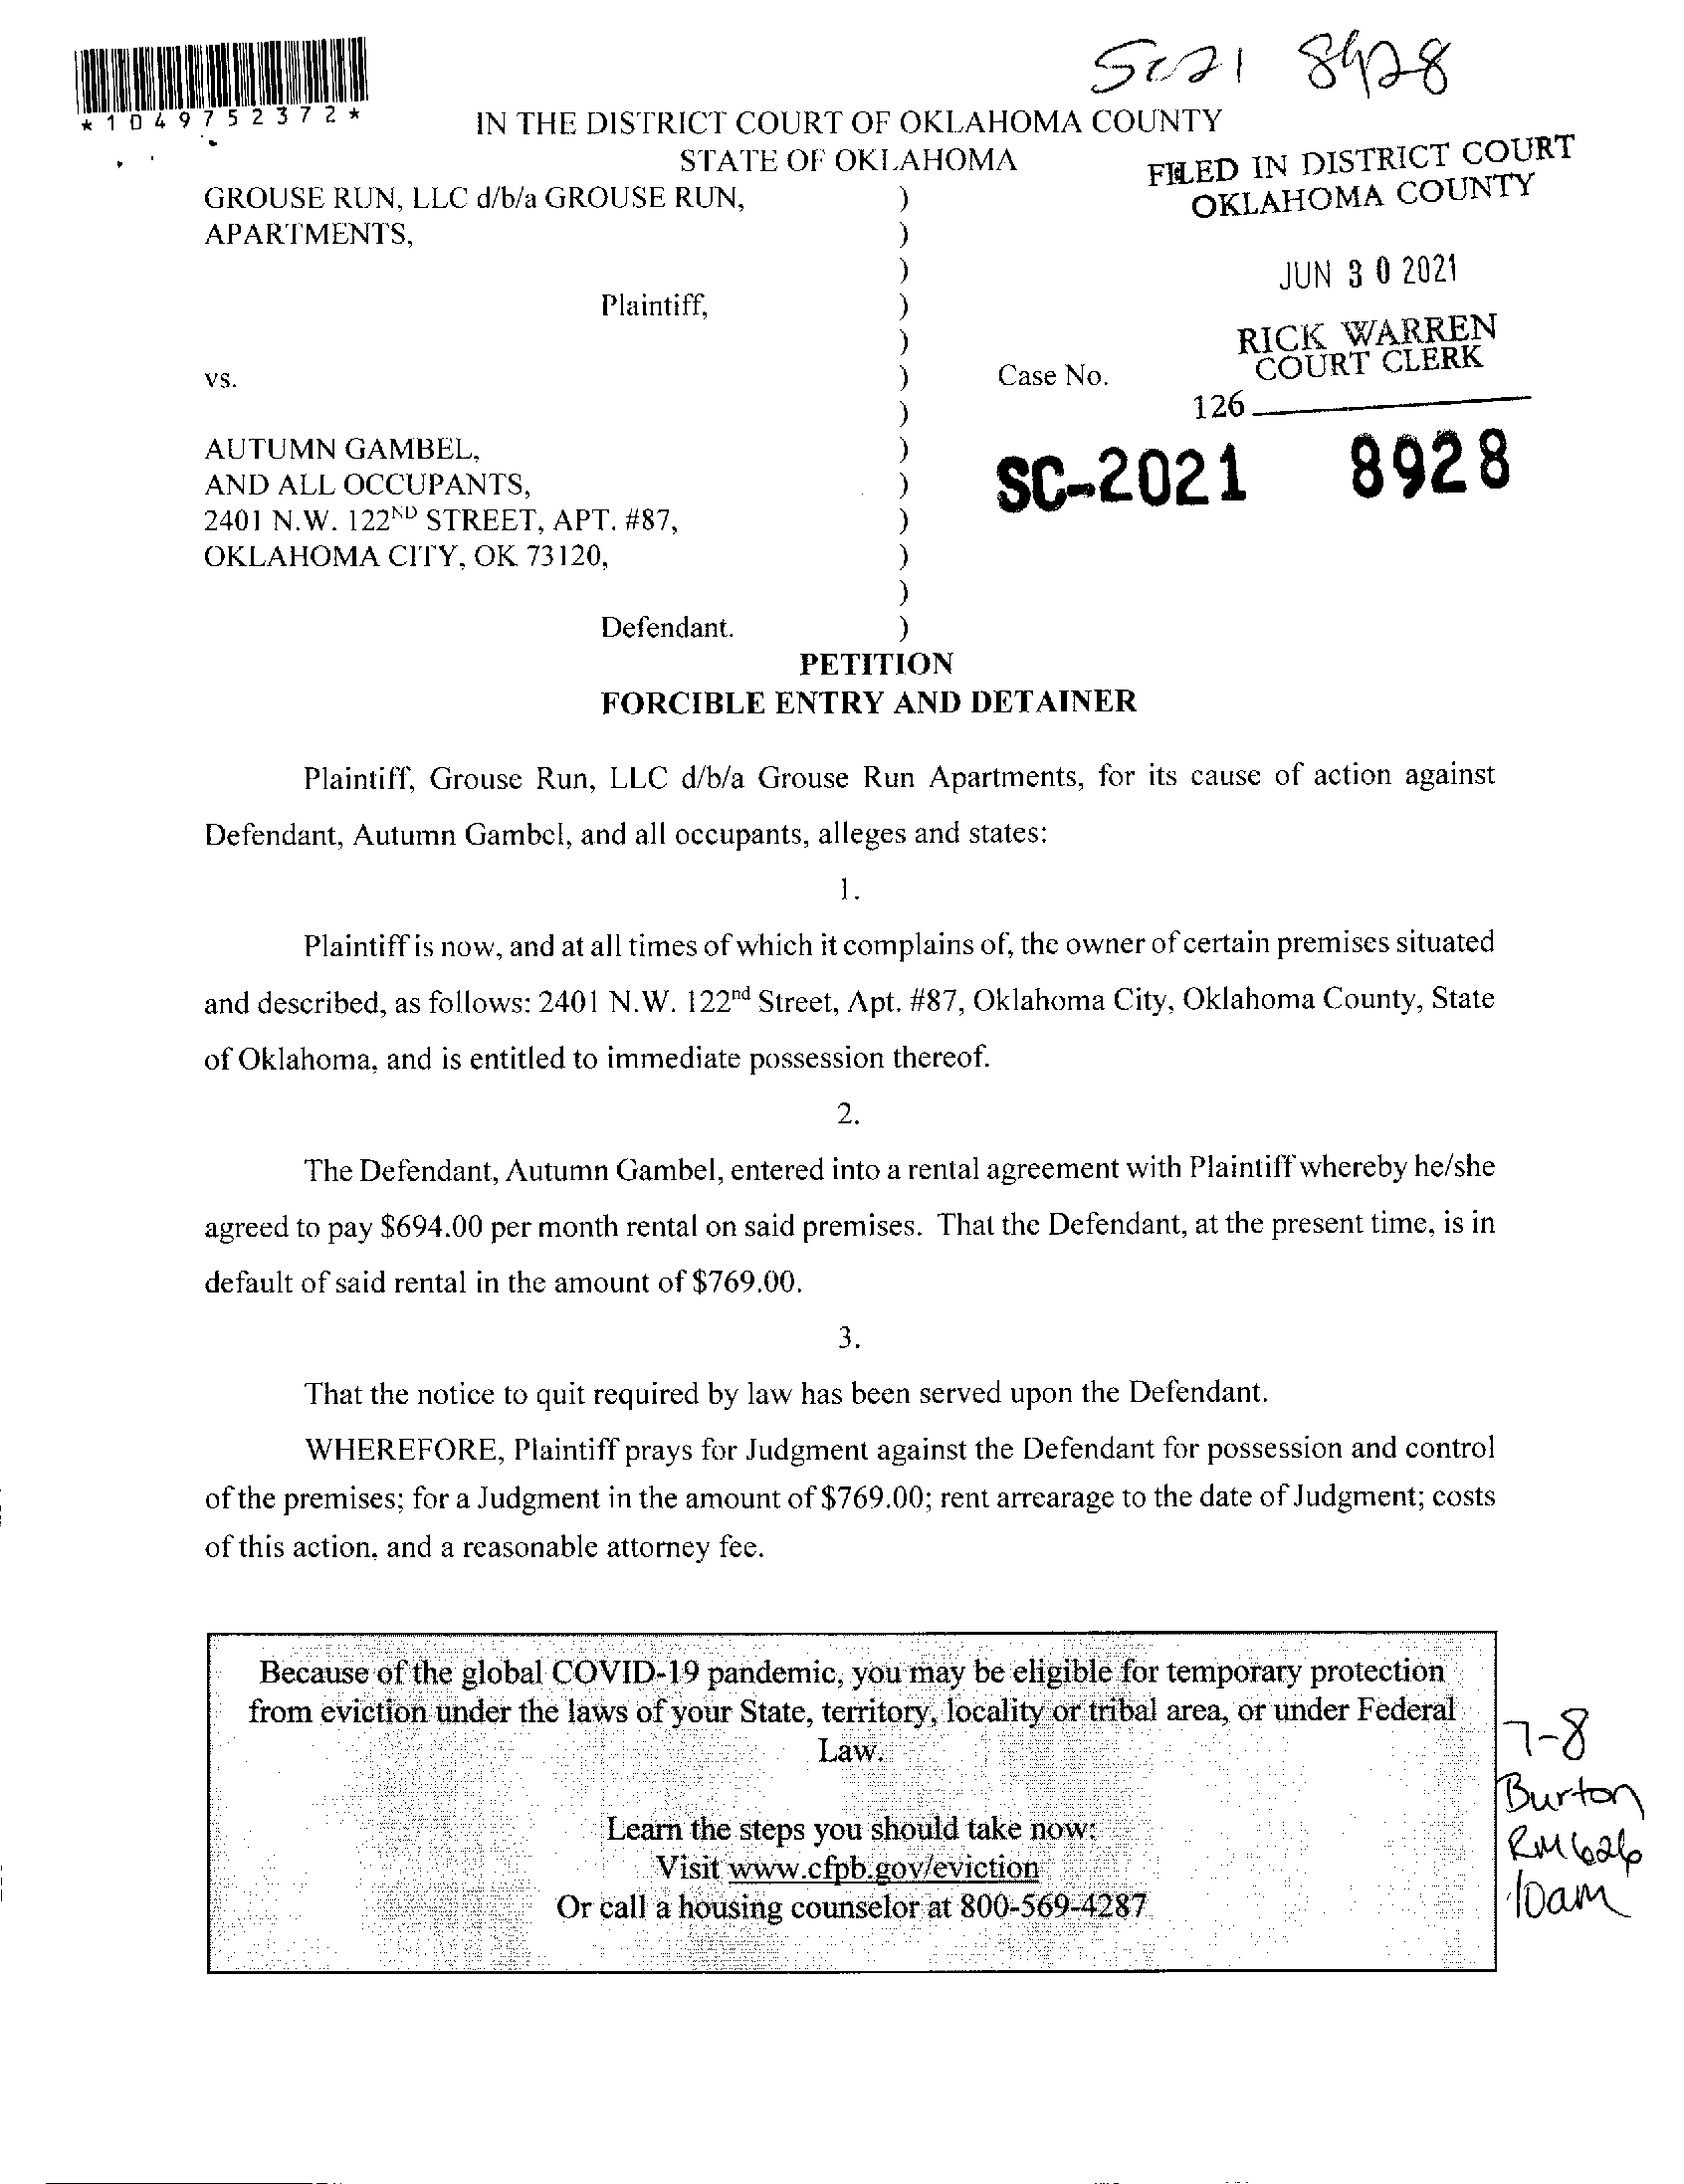 Sc21 8928
*1049752372*
IN THE DISTRICT COURT OF OKLAHOMA COUNTY
STATE OF OKLAHOMA
FILED IN DISTRICT COURT
OKLAHOMA COUNTY
JUN 30 2021
RICK WARREN
COURT CLERK
126
GROUSE RUN, LLC d/b/a GROUSE RUN, )
APARTMENTS, )
)
Plaintiff, )
)
vs. ) Case No.
)
AUTUMN GAMBEL, )
AND ALL OCCUPANTS, ) SC-2021 8928
2401 N.W. 122ND STREET, APT. #87, )
OKLAHOMA CITY, OK 73120, )
)
Defendant. )
PETITION
FORCIBLE ENTRY AND DETAINER
Plaintiff, Grouse Run, LLC d/b/a Grouse Run Apartments, for its cause of action against
Defendant, Autumn Gambel, and all occupants, alleges and states:
1.
Plaintiff is now, and at all times of which it complains of, the owner of certain premises situated
and described, as follows: 2401 N.W. 122nd Street, Apt. #87, Oklahoma City, Oklahoma County, State
of Oklahoma, and is entitled to immediate possession thereof.
2.
The Defendant, Autumn Gambel, entered into a rental agreement with Plaintiff whereby he/she
agreed to pay $694.00 per month rental on said premises. That the Defendant, at the present time, is in
default of said rental in the amount of $769.00.
3.
That the notice to quit required by law has been served upon the Defendant.
WHEREFORE, Plaintiff prays for Judgment against the Defendant for possession and control
of the premises; for a Judgment in the amount of $769.00; rent arrearage to the date of Judgment; costs
of this action, and a reasonable attorney fee.
Because of the global COVID-19 pandemic, you may be eligible for temporary protection
from eviction under the laws of your State, territory, locality or tribal area, or under Federal
Law.
Learn the steps you should take now:
Visit www.cfpb.gov/eviction
Or call a housing counselor at 800-569-4287
7-8
Burton
RM 626
10am